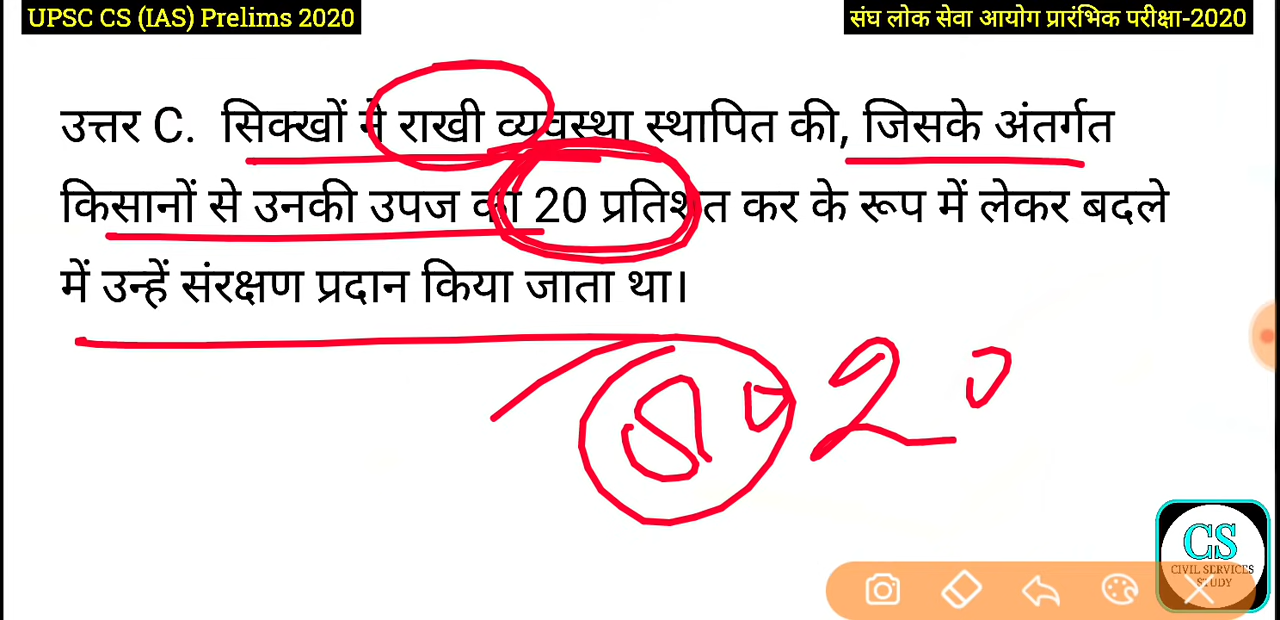 UPSC CS (IAS) Prelims 2020
संघ लोक सेवा आयोग प्रारंभिक परीक्षा-2020
उत्तर C. सिक्खों ने राखी व्यवस्था स्थापित की, जिसके अंतर्गत
किसानों से उनकी उपज का 20 प्रतिशत कर के रूप में लेकर बदले
में उन्हें संरक्षण प्रदान किया जाता था।
20
CS
CIVIL SERVICES
STUDY